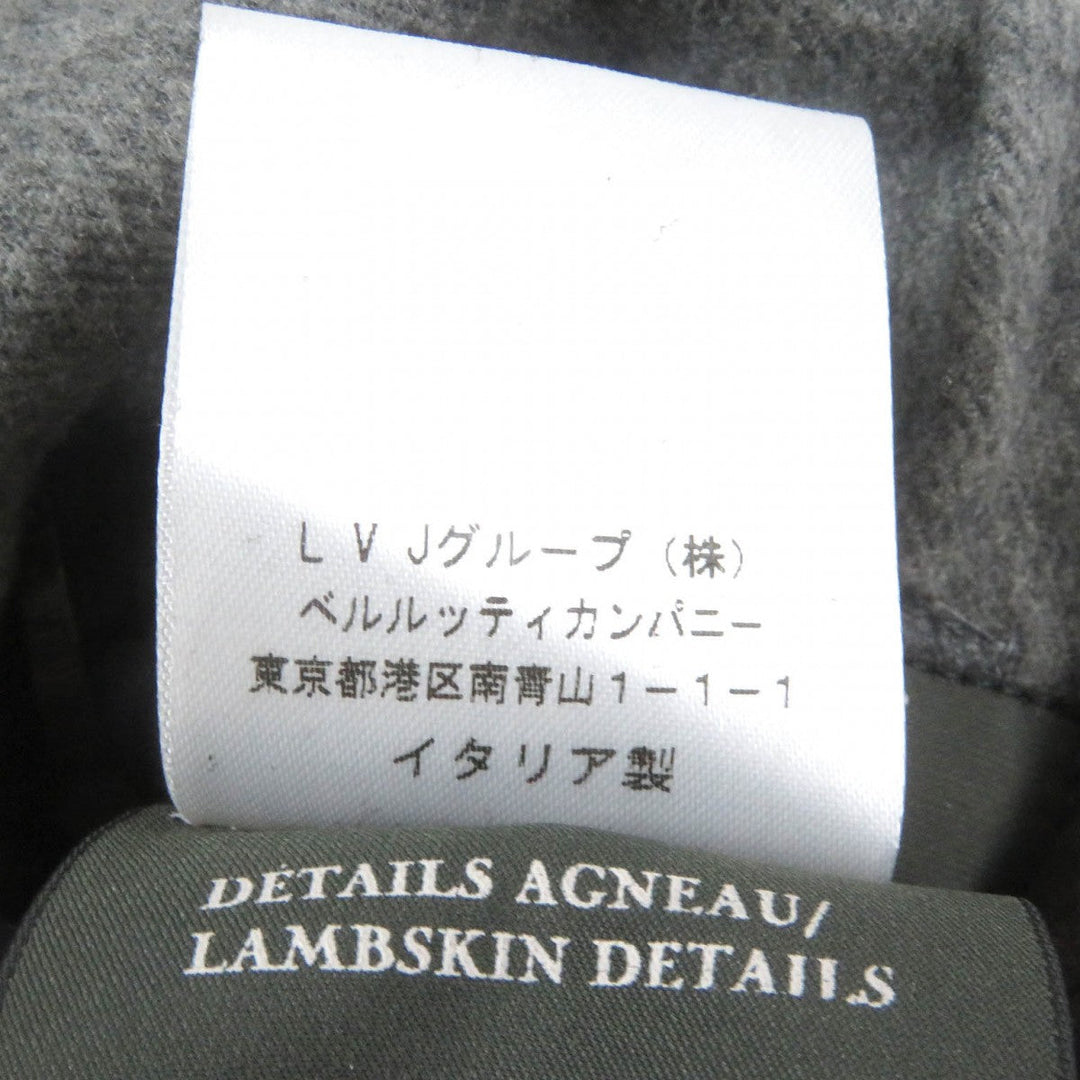 LVJグループ（株）
ベルルッティカンパニー
東京都港区南青山1－1－1
イタリア製
DÉTAILS AGNEAU/
LAMBSKIN DETAILS